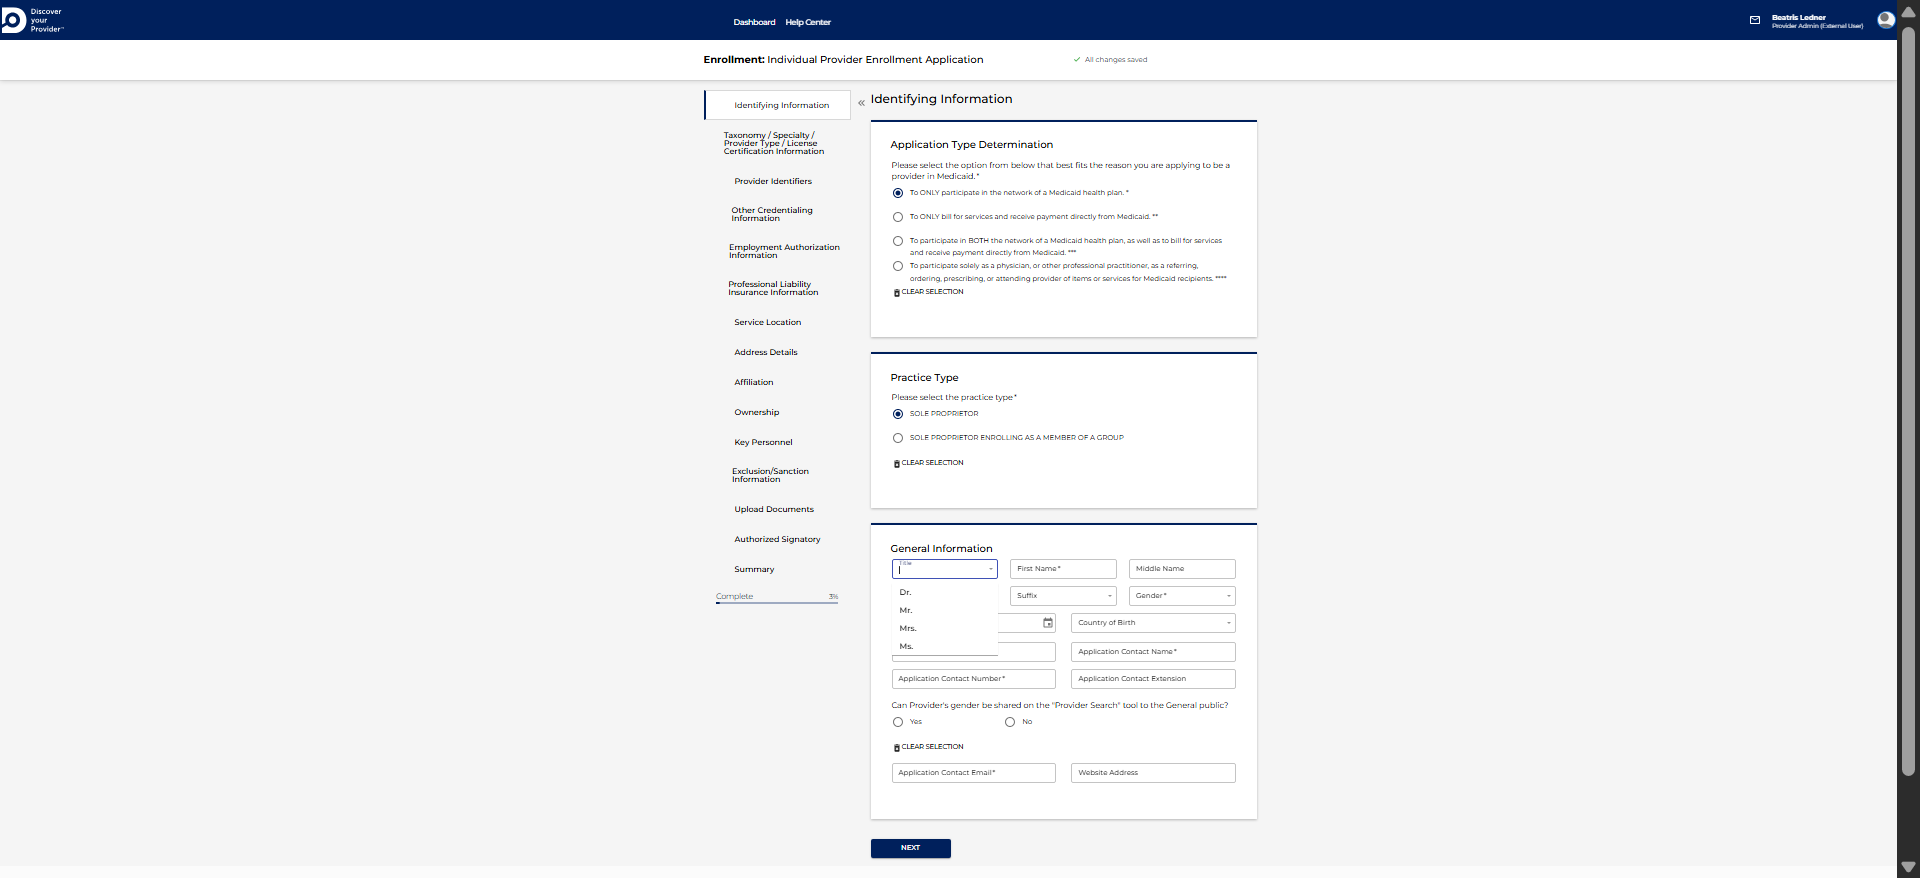 Discover
your
Provider™
Dashboard Help Center
Beatris Ledner
Provider Admin (External User)
Enrollment: Individual Provider Enrollment Application
All changes saved
Identifying Information
Taxonomy / Specialty /
Provider Type / License
Certification Information
Provider Identifiers
Other Credentialing
Information
Employment Authorization
Information
Professional Liability
Insurance Information
Service Location
Address Details
Affiliation
Ownership
Key Personnel
Exclusion/Sanction
Information
Upload Documents
Authorized Signatory
Summary
Complete 3%
« Identifying Information
Application Type Determination
Please select the option from below that best fits the reason you are applying to be a
provider in Medicaid.*
To ONLY participate in the network of a Medicaid health plan. *
To ONLY bill for services and receive payment directly from Medicaid. **
To participate in BOTH the network of a Medicaid health plan, as well as to bill for services
and receive payment directly from Medicaid. ***
To participate solely as a physician, or other professional practitioner, as a referring,
ordering, prescribing, or attending provider of items or services for Medicaid recipients. ****
CLEAR SELECTION
Practice Type
Please select the practice type*
SOLE PROPRIETOR
SOLE PROPRIETOR ENROLLING AS A MEMBER OF A GROUP
CLEAR SELECTION
General Information
Title
First Name*
Middle Name
Dr.
Mr.
Mrs.
Ms.
Suffix
Gender*
Country of Birth
Application Contact Name*
Application Contact Number*
Application Contact Extension
Can Provider's gender be shared on the "Provider Search" tool to the General public?
Yes No
CLEAR SELECTION
Application Contact Email*
Website Address
NEXT